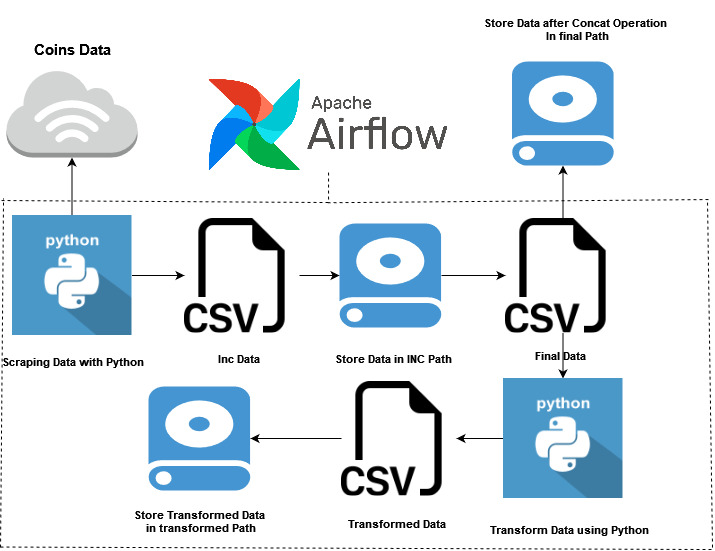 Store Data after Concat Operation
In final Path
Coins Data
Apache
Airflow
python
CSV
CSV
Scraping Data with Python
Inc Data
Store Data in INC Path
Final Data
python
CSV
Store Transformed Data
in transformed Path
Transformed Data
Transform Data using Python